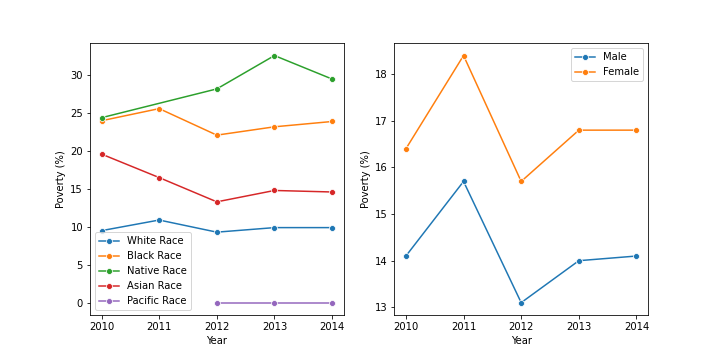 Poverty (%)
30
25
20
15
10
5
0
White Race
Black Race
Native Race
Asian Race
Pacific Race
2010 2011 2012 2013 2014
Year
Poverty (%)
18
17
16
15
14
13
Male
Female
2010 2011 2012 2013 2014
Year